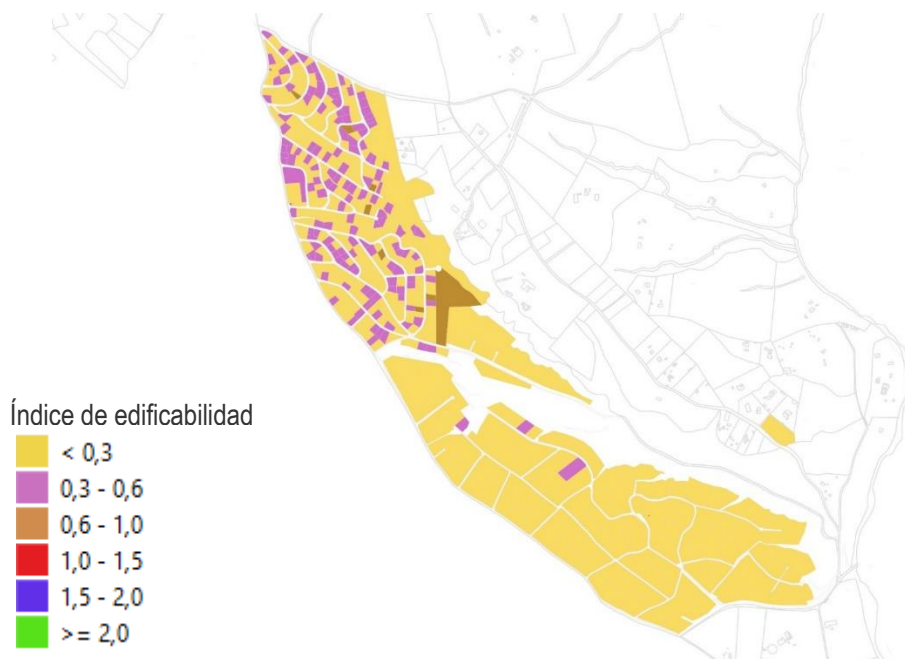 Índice de edificabilidad
< 0,3
0,3 - 0,6
0,6 - 1,0
1,0 - 1,5
1,5 - 2,0
>= 2,0